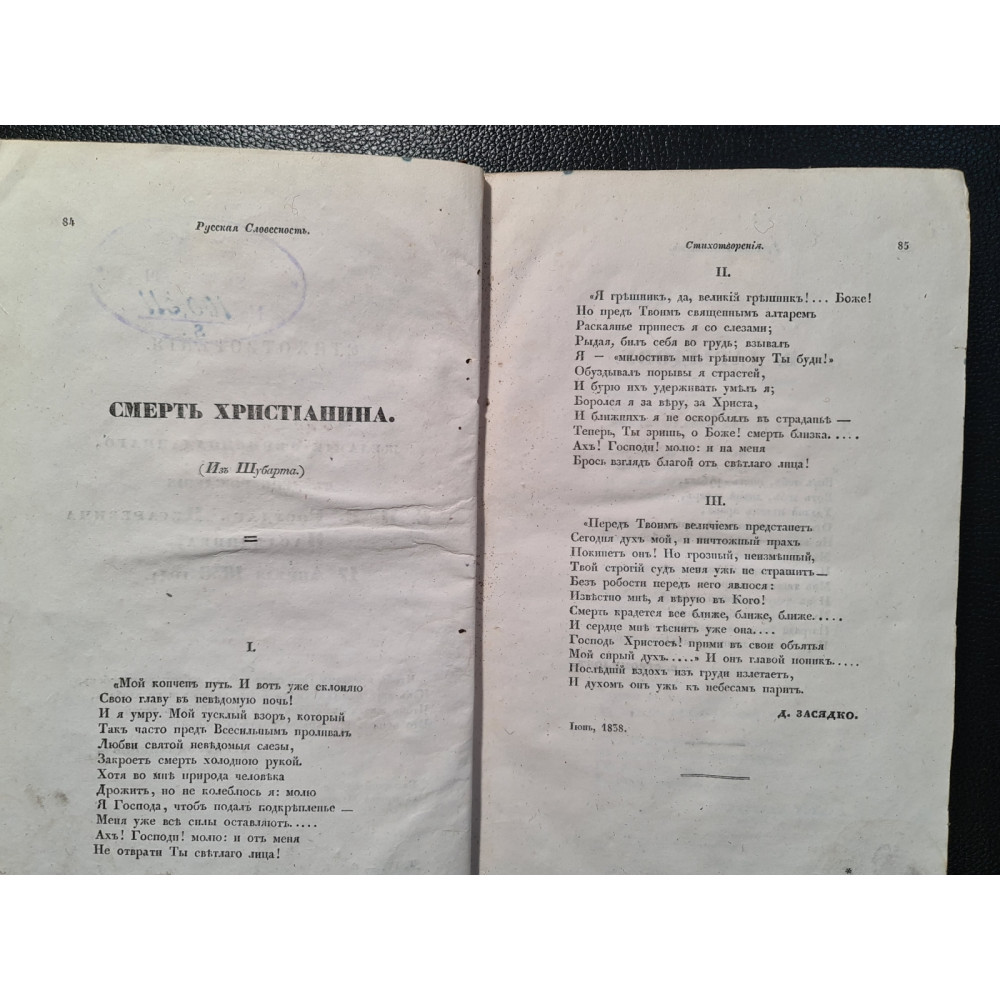 84
Русская Словесность.
СМЕРТЬ ХРИСТІАНИНА.
(Изъ Шубарта.)
I.
«Мой конченъ путь. И вотъ уже склоняю
Свою главу въ невѣдомую ночь!
И я умру. Мой тусклый взоръ, который
Такъ часто предъ Всесильнымъ проливалъ
Любви святой невѣдомыя слезы,
Закроетъ смерть холодною рукой.
Хотя во мнѣ природа человѣка
Дрожитъ, но не колеблюсь я: молю
Я Господа, чтобъ подалъ подкрѣпленье —
Меня уже всѣ силы оставляютъ.....
Ахъ! Господи! молю: и отъ меня
Не отврати Ты свѣтлаго лица!
Стихотворенія.
85
II.
«Я грѣшникъ, да, великій грѣшникъ!... Боже!
Но предъ Твоимъ священнымъ алтаремъ
Раскаянье принесъ я со слезами;
Рыдая, билъ себя во грудь; взывалъ
Я — «милостивъ мнѣ грѣшному Ты буди!»
Обуздывалъ порывы я страстей,
И бурю ихъ удерживать умѣлъ я;
Боролся я за вѣру, за Христа,
И ближнихъ я не оскорблялъ въ страданьѣ —
Теперь, Ты зришь, о Боже! смерть близка.....
Ахъ! Господи! молю: и на меня
Брось взглядъ благой отъ свѣтлаго лица!
III.
«Передъ Твоимъ величіемъ предстанетъ
Сегодня духъ мой, и ничтожный прахъ
Покинетъ онъ! Но грозный, неизмѣнный,
Твой строгій судъ меня ужь не страшитъ—
Безъ робости передъ него явлюся:
Извѣстно мнѣ, я вѣрую въ Кого!
Смерть крадется все ближе, ближе, ближе.....
И сердце мнѣ тѣснитъ уже она....
Господь Христосъ! прими въ свои объятья
Мой сирый духъ.....» И онъ главой поникъ.....
Послѣдній вздохъ изъ груди излетаетъ,
И духомъ онъ ужь къ небесамъ паритъ.
Д. ЗАСЯДКО.
Іюнь, 1838.